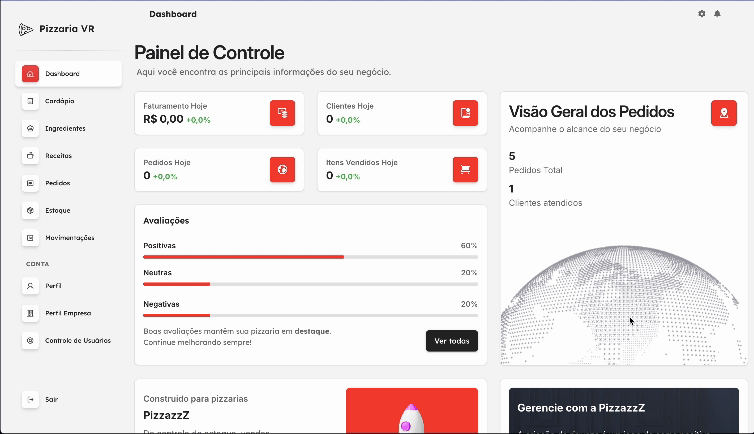 Pizzaria VR
Dashboard
Cardápio
Ingredientes
Receitas
Pedidos
Estoque
Movimentações
CONTA
Perfil
Perfil Empresa
Controle de Usuários
Sair
Dashboard
Painel de Controle
Aqui você encontra as principais informações do seu negócio.
Faturamento Hoje
R$ 0,00 +0,0%
Clientes Hoje
0 +0,0%
Pedidos Hoje
0 +0,0%
Itens Vendidos Hoje
0 +0,0%
Avaliações
Positivas 60%
Neutras 20%
Negativas 20%
Boas avaliações mantêm sua pizzaria em destaque.
Continue melhorando sempre!
Ver todas
Visão Geral dos Pedidos
Acompanhe o alcance do seu negócio
5
Pedidos Total
1
Clientes atendidos
Construído para pizzarias
PizzazzZ
Gerencie com a PizzazzZ